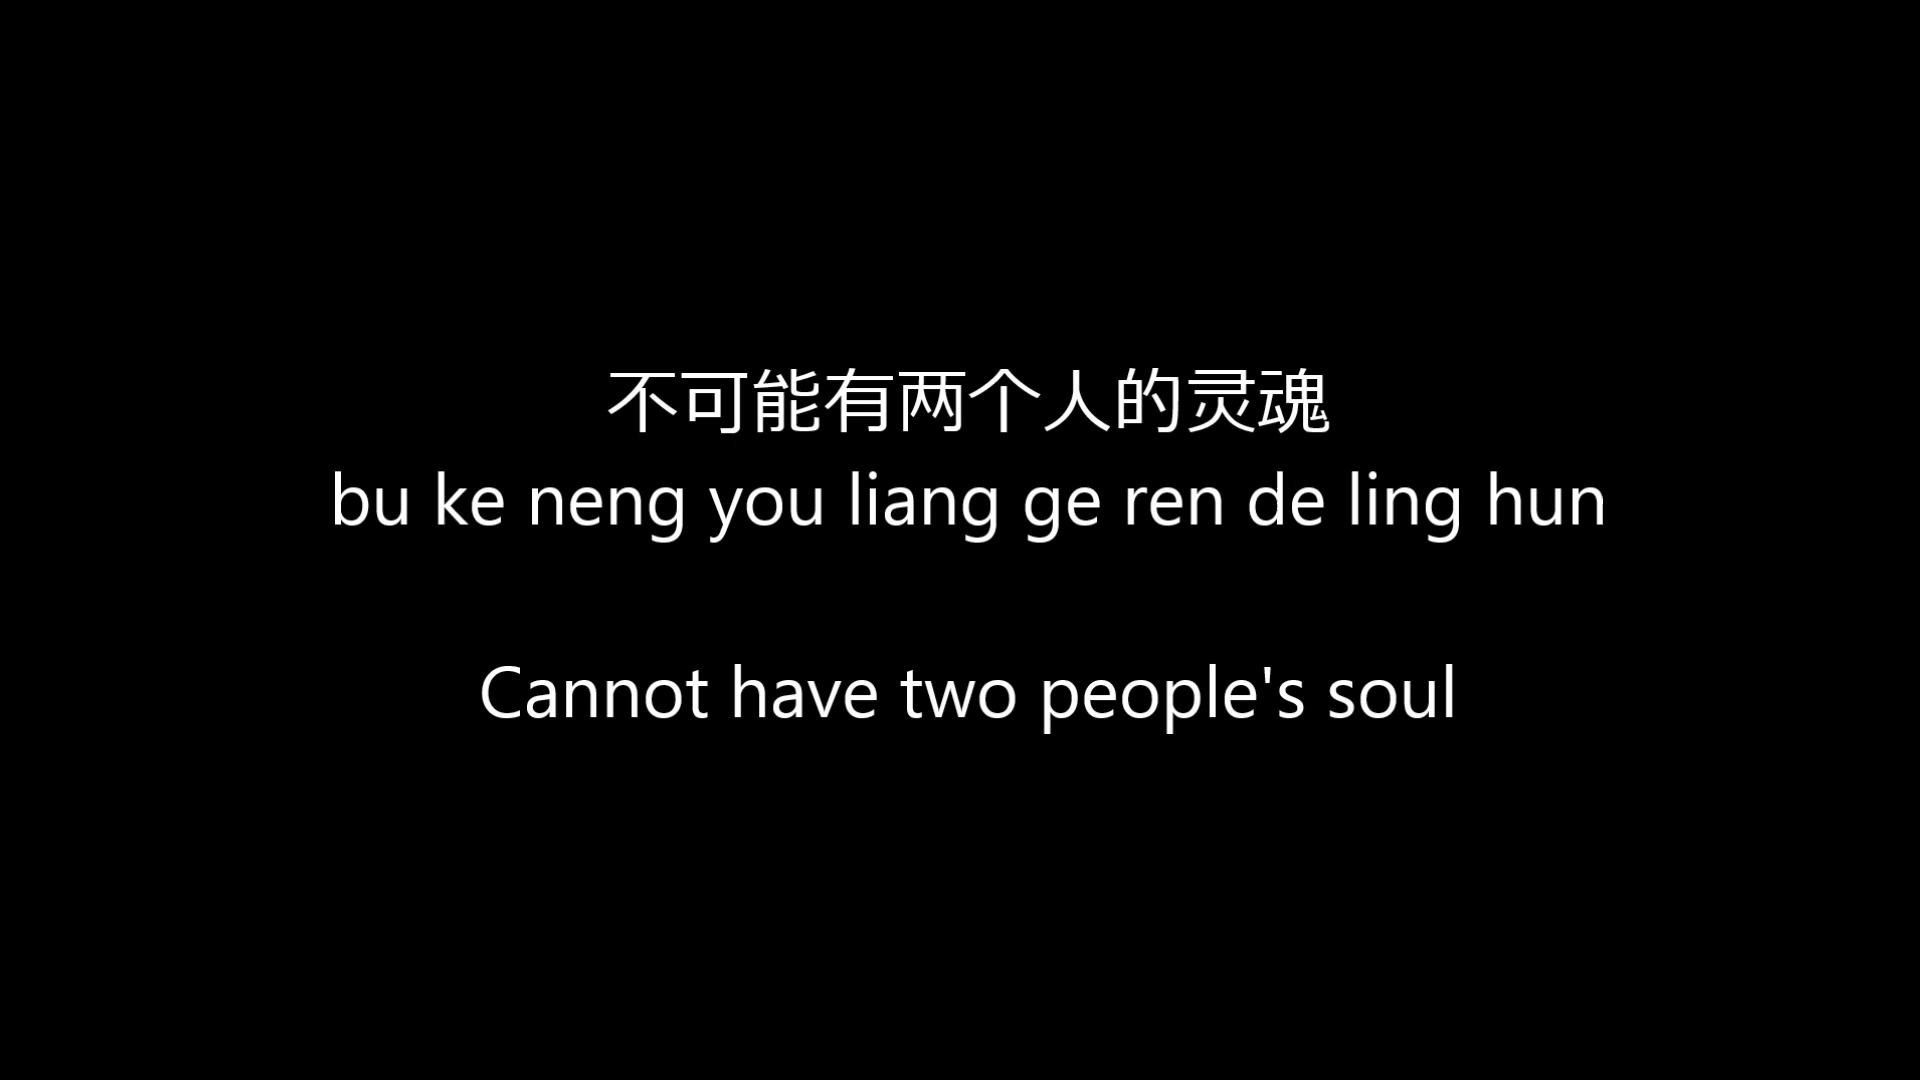 不可能有两个人的灵魂
bu ke neng you liang ge ren de ling hun
Cannot have two people's soul